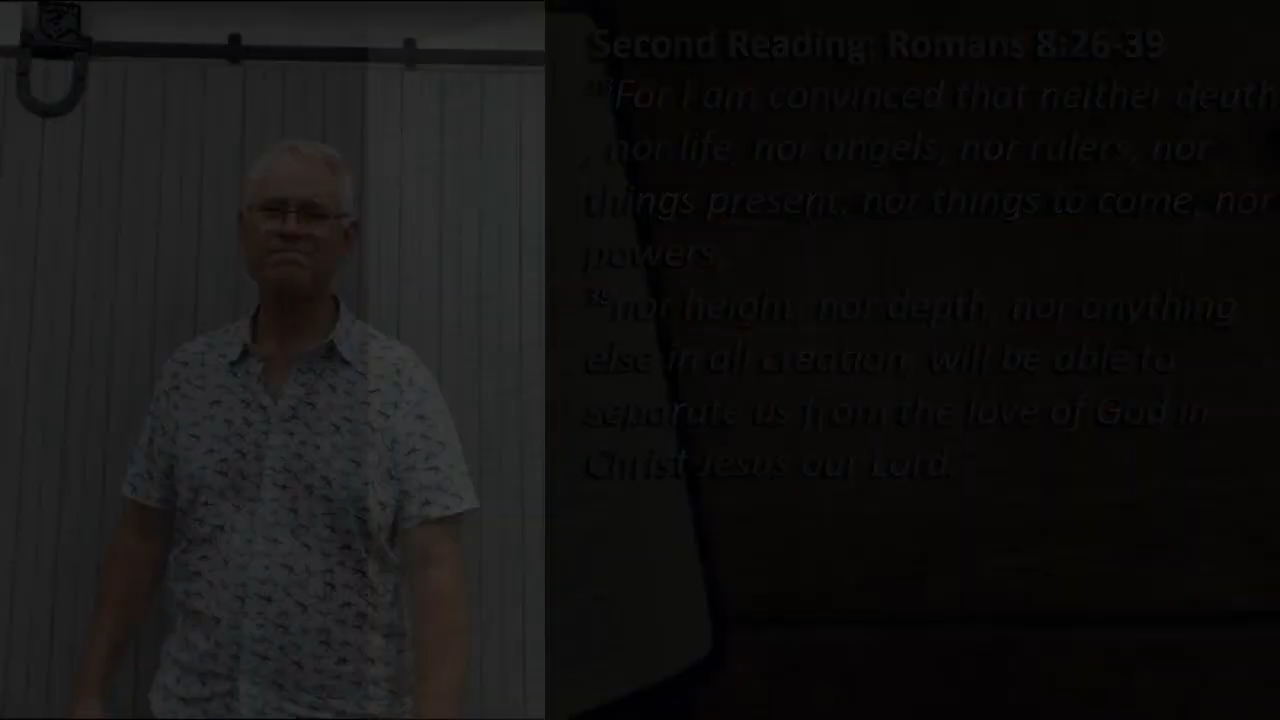 Second Reading: Romans 8:26-39
For I am convinced that neither death
nor life, nor angels, nor rulers, nor
things present, nor things to come, nor
powers,
39nor height, nor depth, nor anything
else in all creation, will be able to
separate us from the love of God in
Christ Jesus our Lord.